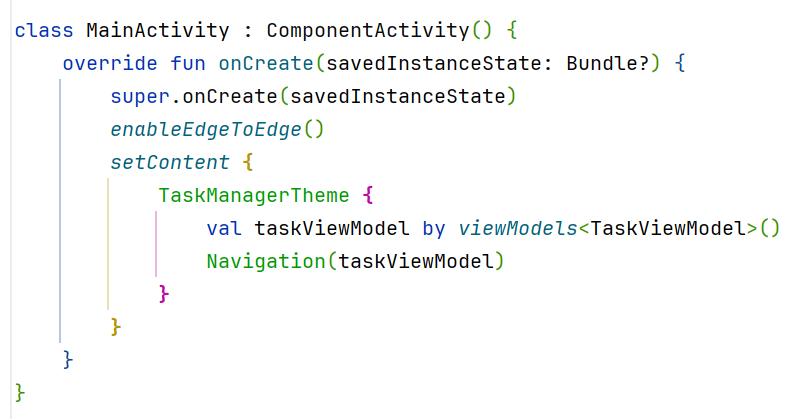 class MainActivity : ComponentActivity() {
    override fun onCreate(savedInstanceState: Bundle?) {
        super.onCreate(savedInstanceState)
        enableEdgeToEdge()
        setContent {
            TaskManagerTheme {
                val taskViewModel by viewModels<TaskViewModel>()
                Navigation(taskViewModel)
            }
        }
    }
}